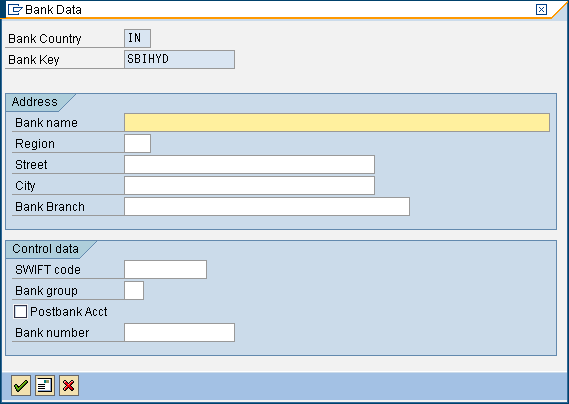 Bank Data
Bank Country IN
Bank Key SBIHYD
Address
Bank name
Region
Street
City
Bank Branch
Control data
SWIFT code
Bank group
Postbank Acct
Bank number